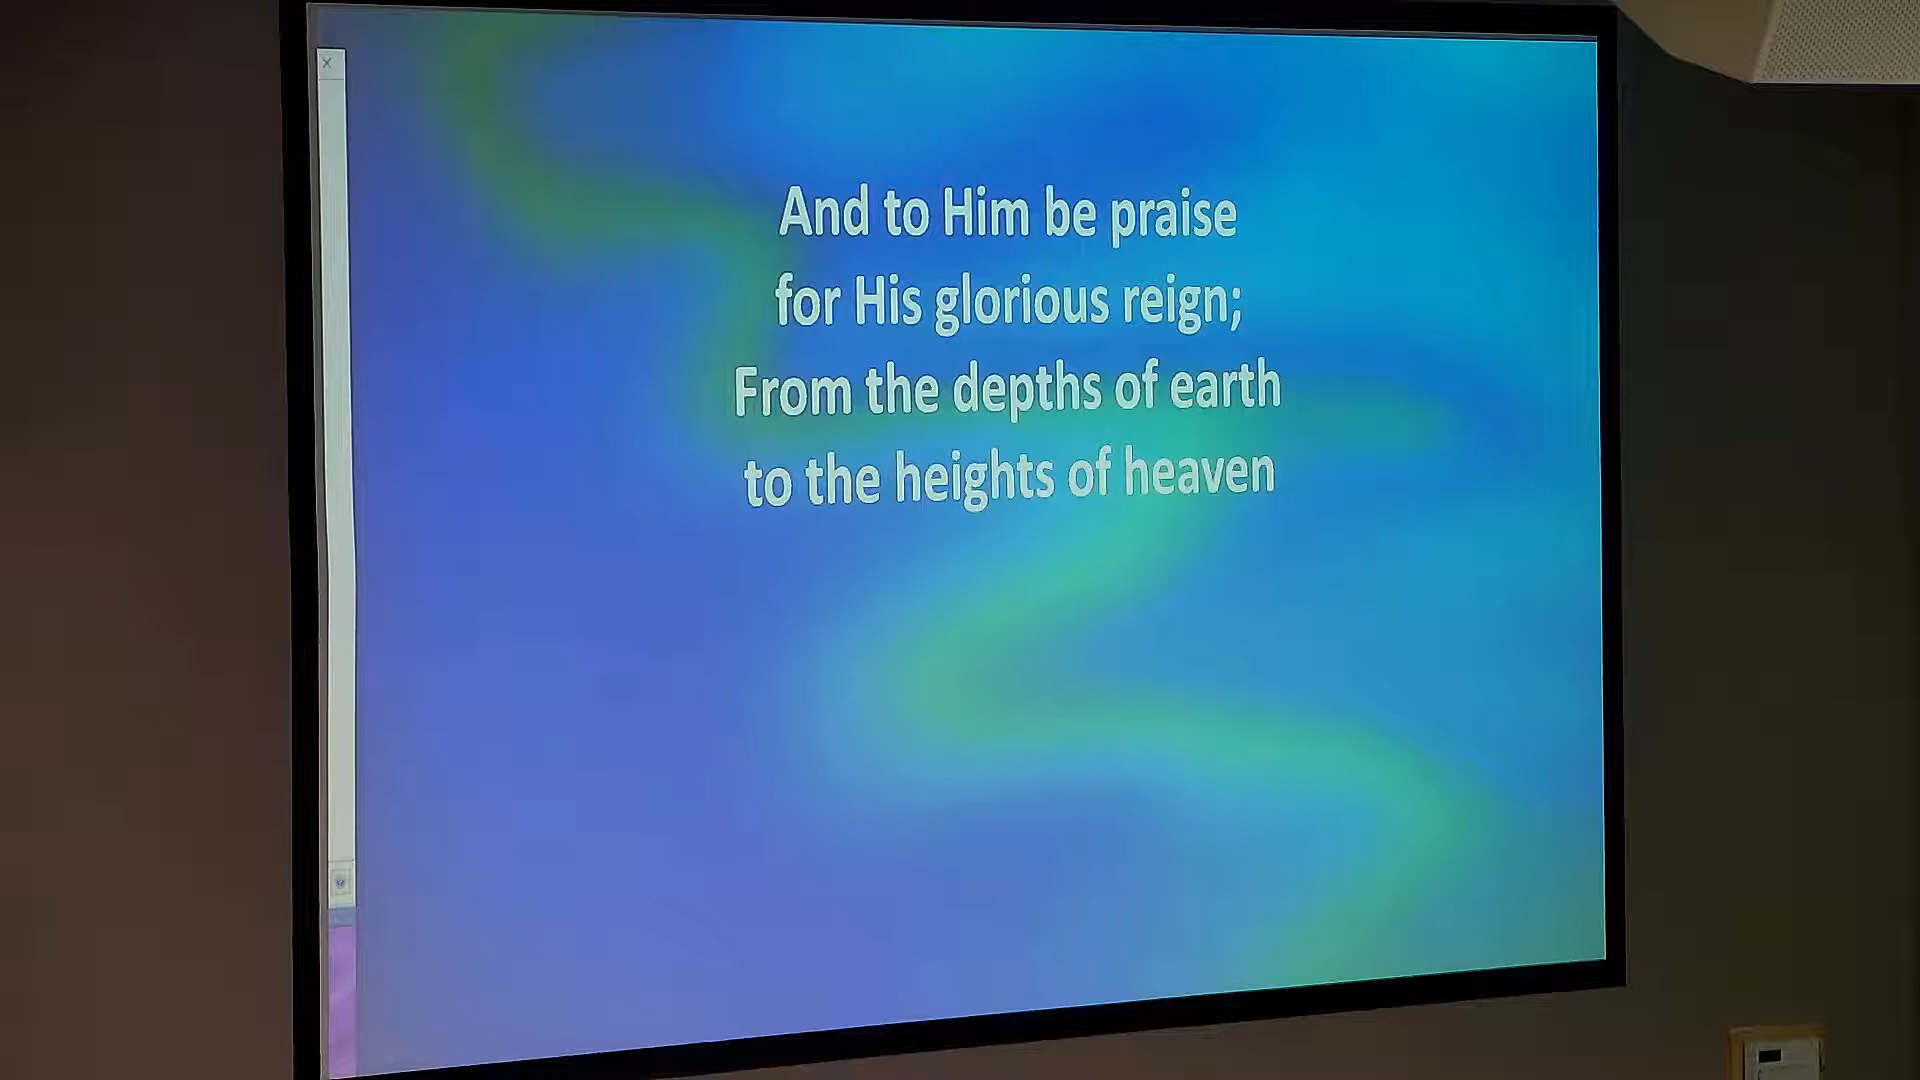 And to Him be praise
for His glorious reign;
From the depths of earth
to the heights of heaven